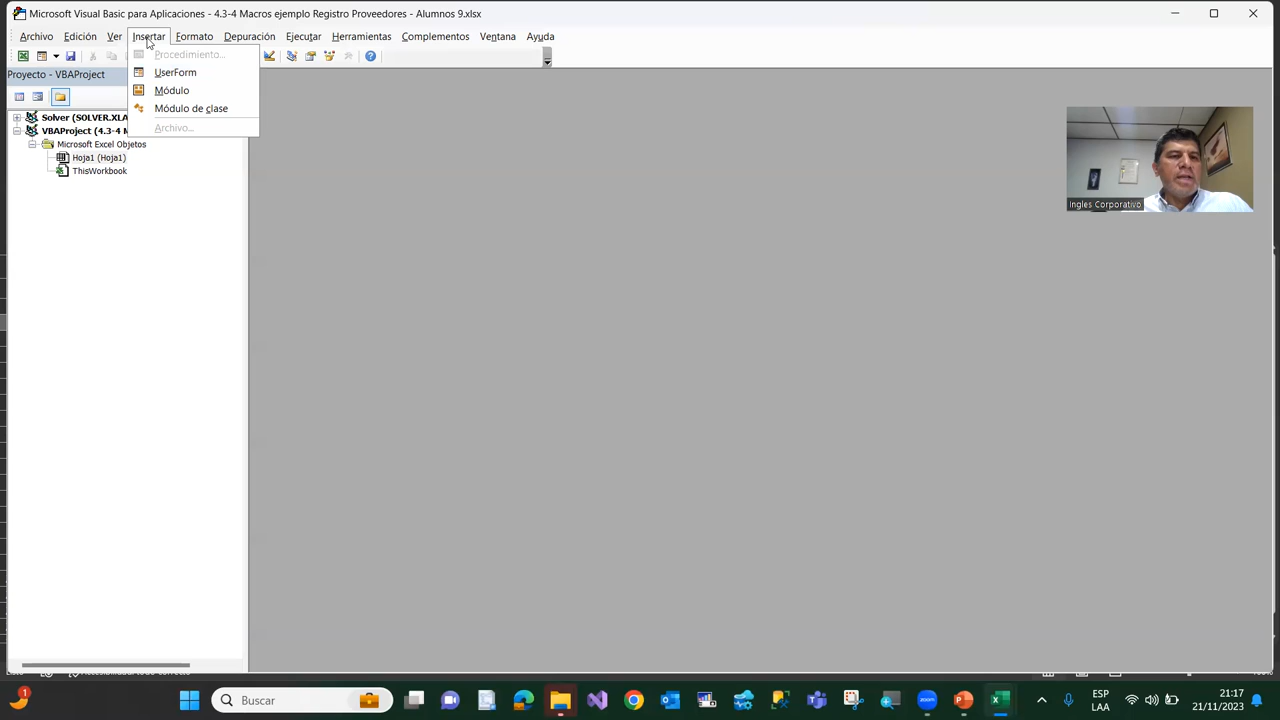 Microsoft Visual Basic para Aplicaciones - 4.3-4 Macros ejemplo Registro Proveedores - Alumnos 9.xlsx
Archivo Edición Ver Insertar Formato Depuración Ejecutar Herramientas Complementos Ventana Ayuda
Procedimiento...
UserForm
Módulo
Módulo de clase
Archivo...
Proyecto - VBAProject
Solver (SOLVER.XLA
VBAProject (4.3-4 M
Microsoft Excel Objetos
Hoja1 (Hoja1)
ThisWorkbook
Ingles Corporativo
1
Buscar
zoom
ESP
LAA
21:17
21/11/2023